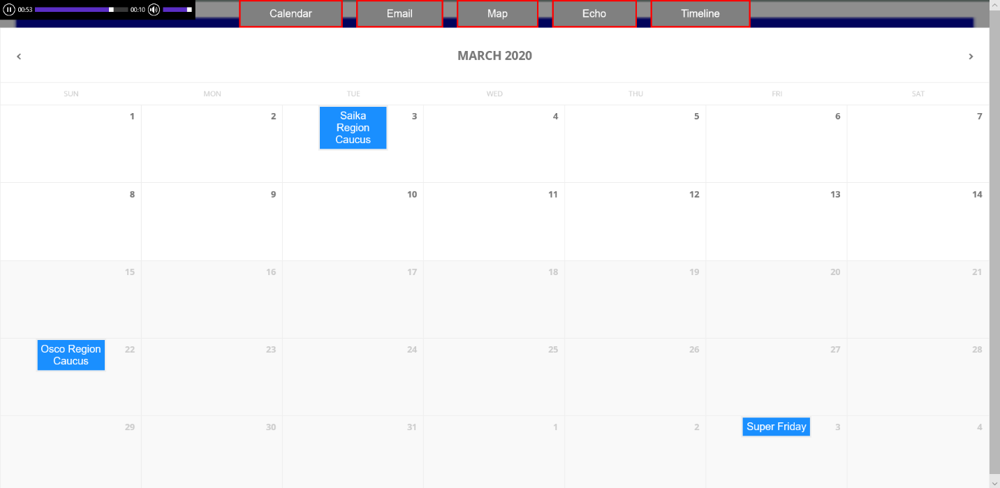 00:53 00:10 Calendar Email Map Echo Timeline
MARCH 2020
SUN MON TUE WED THU FRI SAT
1 2 Saika 3 4 5 6 7
Region
Caucus
8 9 10 11 12 13 14
15 16 17 18 19 20 21
Osco Region 22 23 24 25 26 27 28
Caucus
29 30 31 1 2 Super Friday 3 4